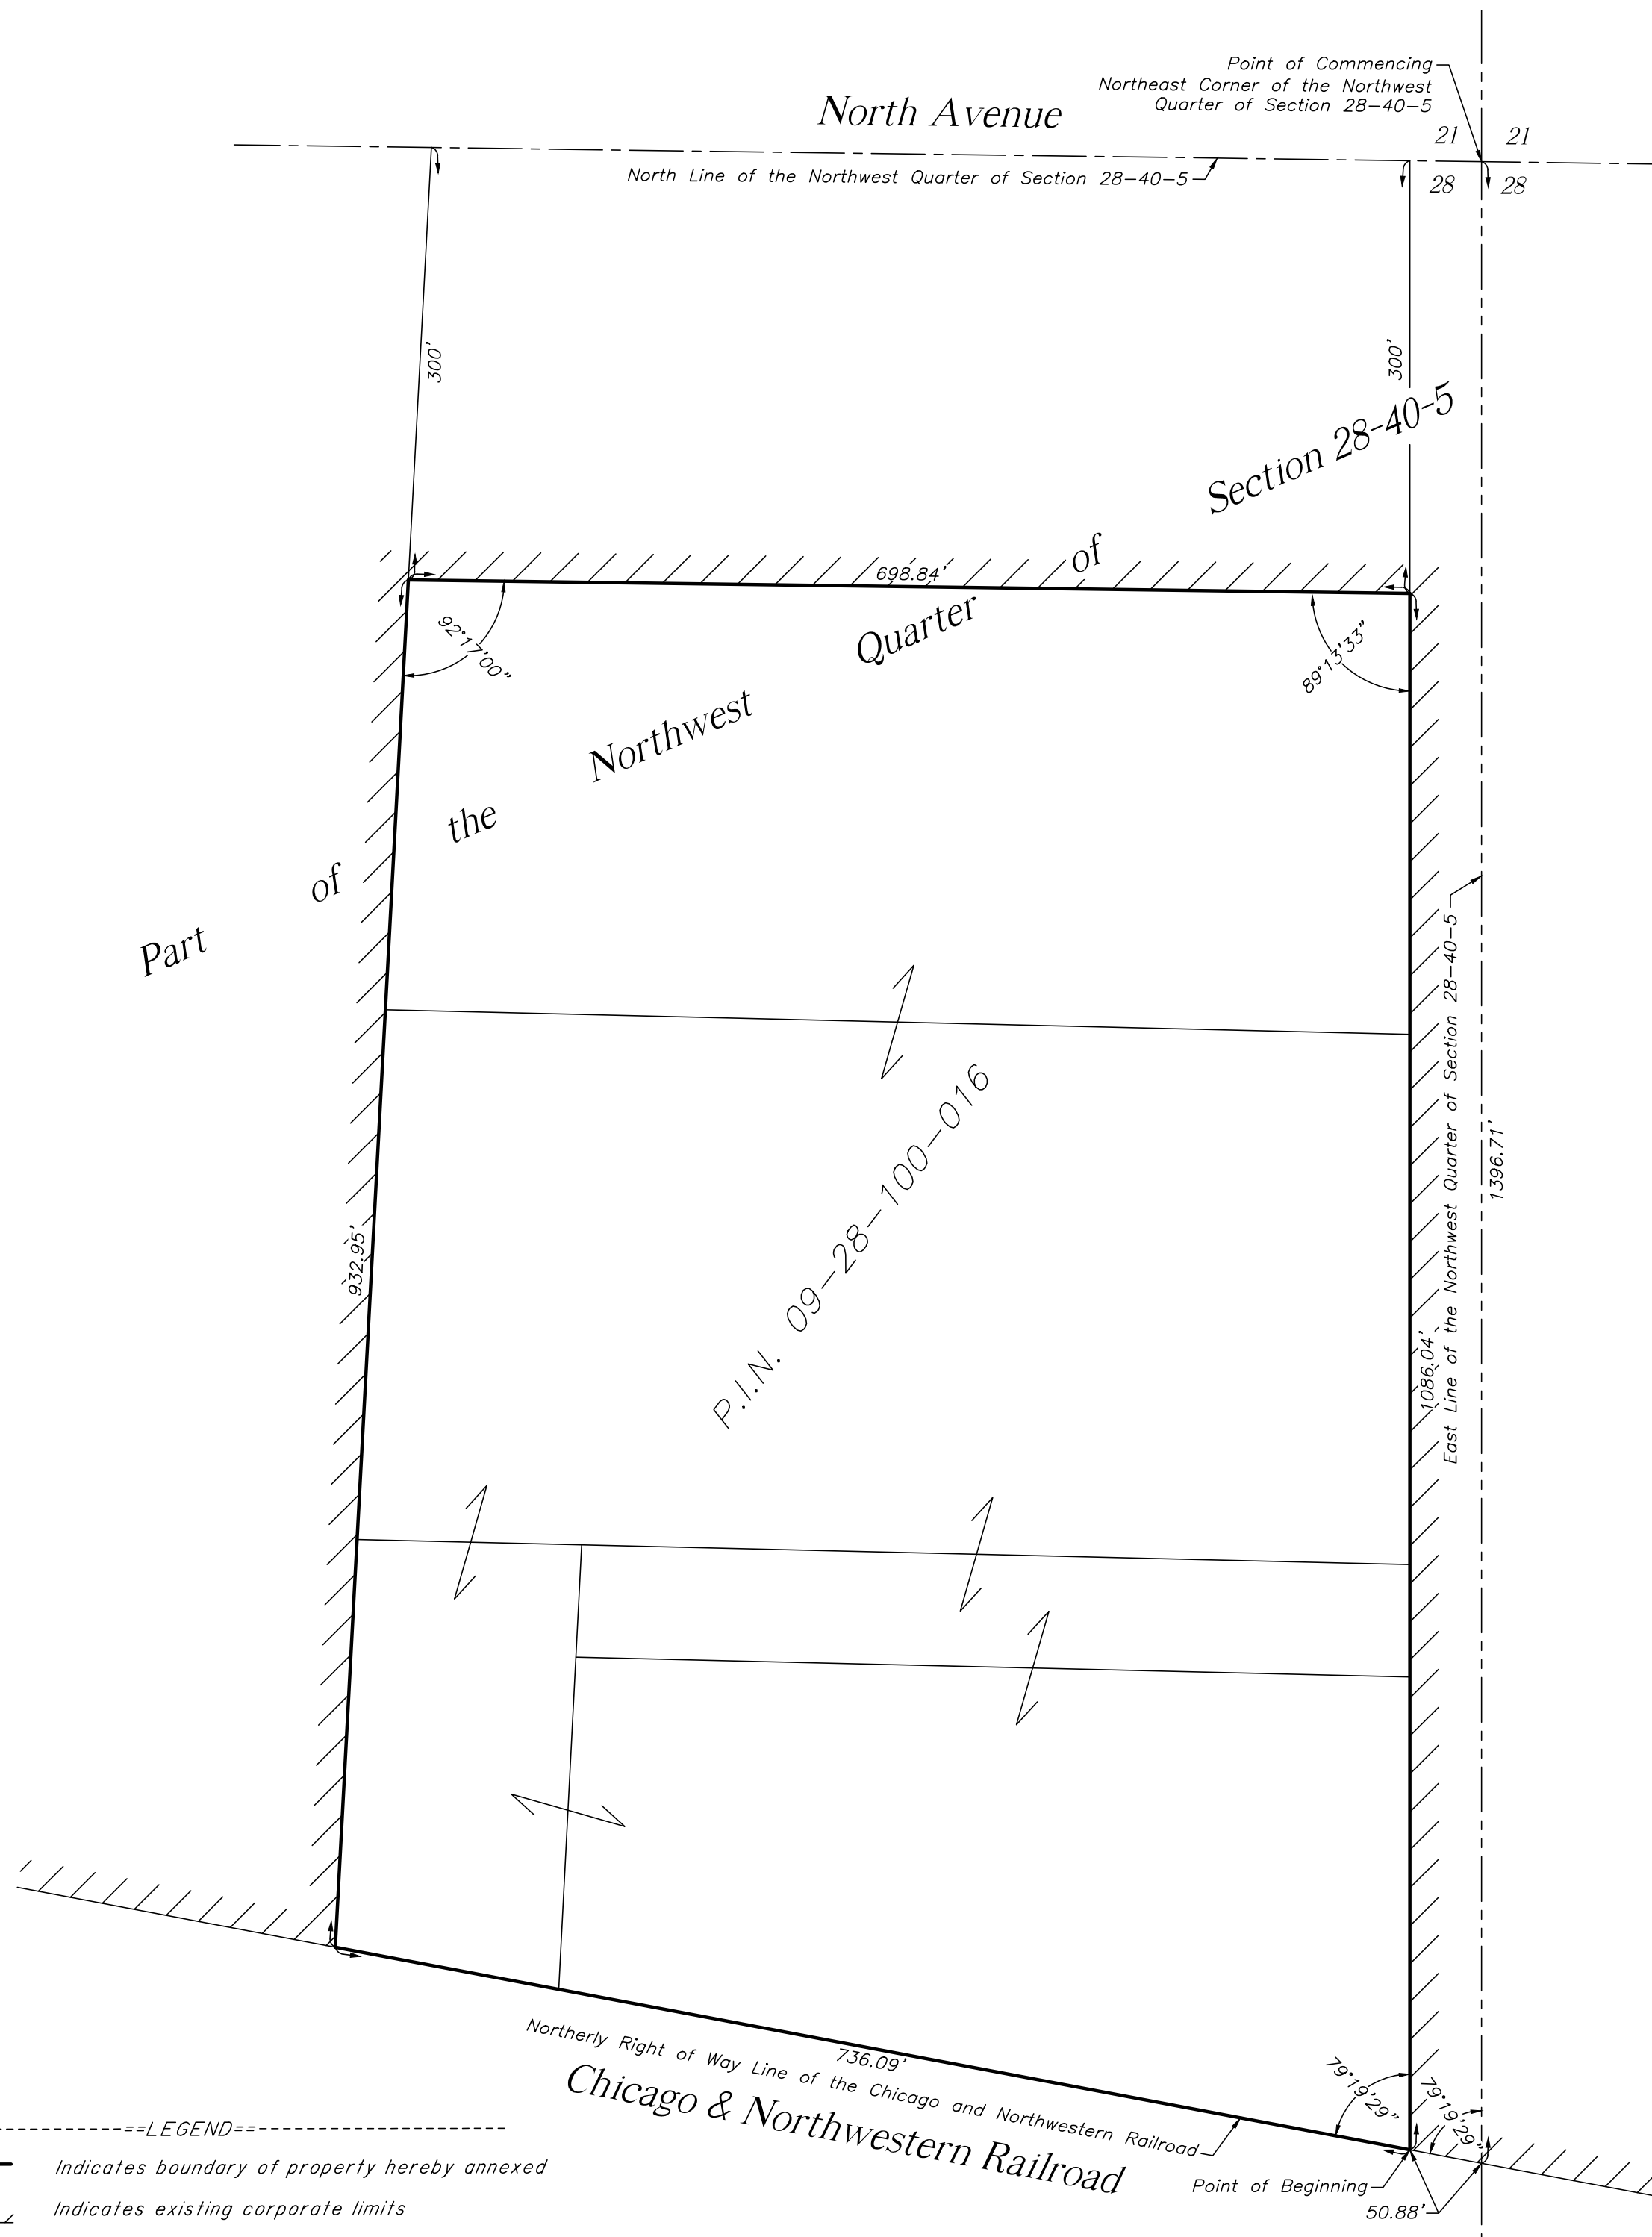 Point of Commencing
Northeast Corner of the Northwest
Quarter of Section 28-40-5
North Avenue
21 21
North Line of the Northwest Quarter of Section 28-40-5
28 28
300'
300'
Part of the Northwest Quarter of Section 28-40-5
698.84'
92°17'00"
89°13'33"
P.I.N. 09-28-100-016
932.95'
1086.04'
East Line of the Northwest Quarter of Section 28-40-5
1396.71'
79°19'29"
79°19'29"
736.09'
Northerly Right of Way Line of the Chicago and Northwestern Railroad
Chicago & Northwestern Railroad
Point of Beginning
50.88'
==LEGEND==
Indicates boundary of property hereby annexed
Indicates existing corporate limits